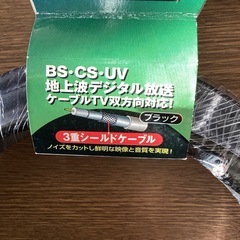 BS・CS・UV
地上波デジタル放送
ケーブルTV双方向対応!
ブラック
3重シールドケーブル
ノイズをカットし鮮明な映像と音質を実現!